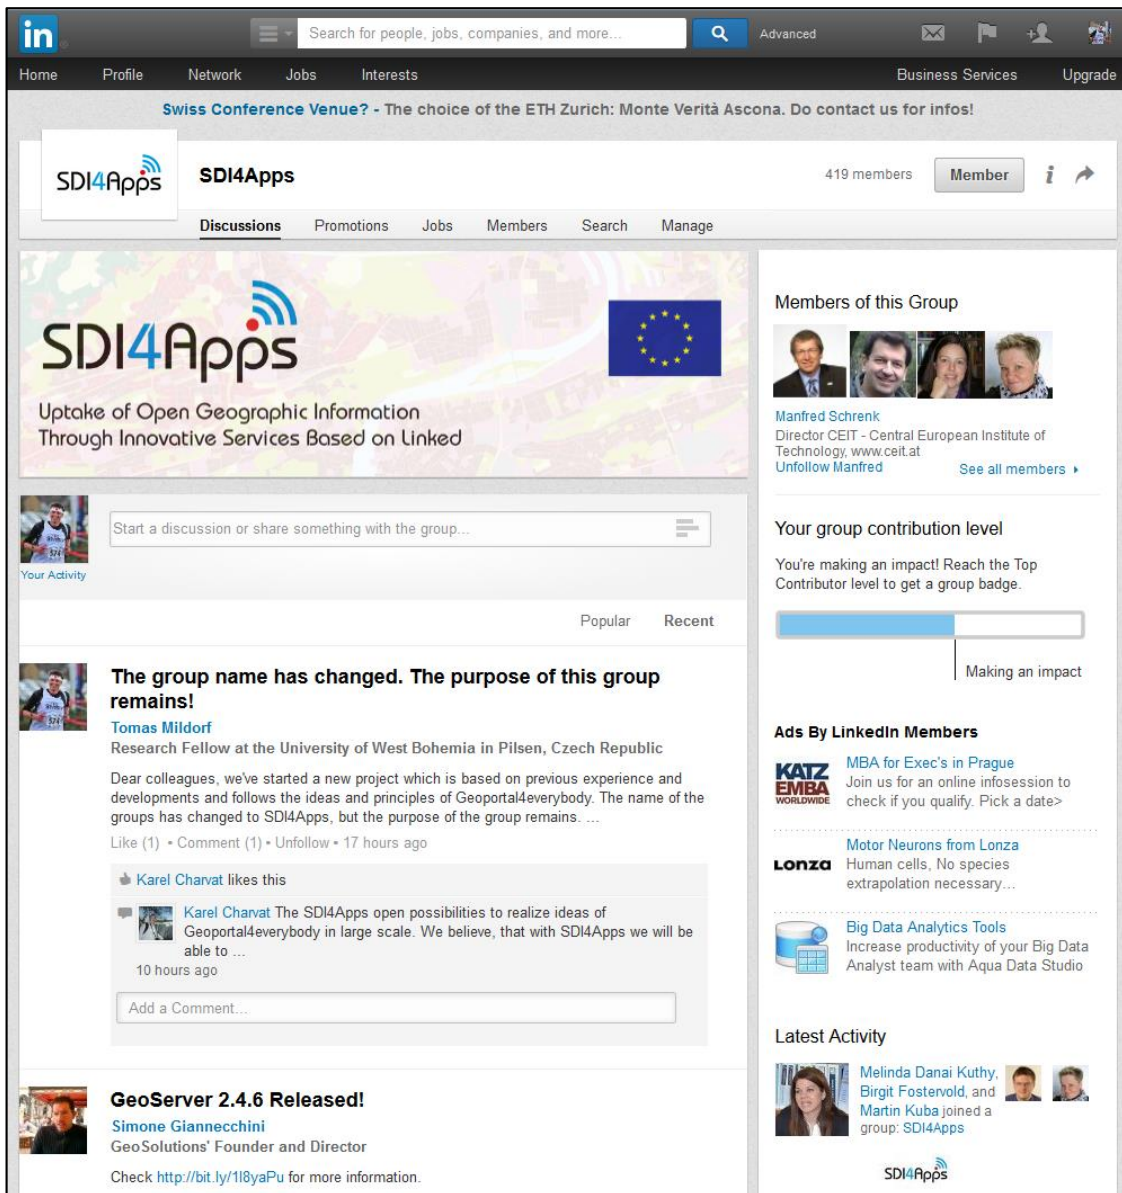 in
Search for people, jobs, companies, and more...
Advanced
Home Profile Network Jobs Interests Business Services Upgrade
Swiss Conference Venue? - The choice of the ETH Zurich: Monte Verità Ascona. Do contact us for infos!
SDI4Apps
SDI4Apps
419 members
Member
i
Discussions Promotions Jobs Members Search Manage
SDI4Apps
Uptake of Open Geographic Information
Through Innovative Services Based on Linked
Start a discussion or share something with the group...
Your Activity
Popular Recent
The group name has changed. The purpose of this group
remains!
Tomas Mildorf
Research Fellow at the University of West Bohemia in Pilsen, Czech Republic
Dear colleagues, we've started a new project which is based on previous experience and
developments and follows the ideas and principles of Geoportal4everybody. The name of the
groups has changed to SDI4Apps, but the purpose of the group remains. ...
Like (1) • Comment (1) • Unfollow • 17 hours ago
Karel Charvat likes this
Karel Charvat The SDI4Apps open possibilities to realize ideas of
Geoportal4everybody in large scale. We believe, that with SDI4Apps we will be
able to ...
10 hours ago
Add a Comment...
GeoServer 2.4.6 Released!
Simone Giannecchini
GeoSolutions' Founder and Director
Check http://bit.ly/1l8yaPu for more information.
Members of this Group
Manfred Schrenk
Director CEIT - Central European Institute of
Technology, www.ceit.at
Unfollow Manfred
See all members
Your group contribution level
You're making an impact! Reach the Top
Contributor level to get a group badge.
Making an impact
Ads By LinkedIn Members
KATZ
EMBA
WORLDWIDE
MBA for Exec's in Prague
Join us for an online infosession to
check if you qualify. Pick a date>
Lonza
Motor Neurons from Lonza
Human cells, No species
extrapolation necessary...
Big Data Analytics Tools
Increase productivity of your Big Data
Analyst team with Aqua Data Studio
Latest Activity
Melinda Danai Kuthy,
Birgit Fostervold, and
Martin Kuba joined a
group: SDI4Apps
SDI4Apps